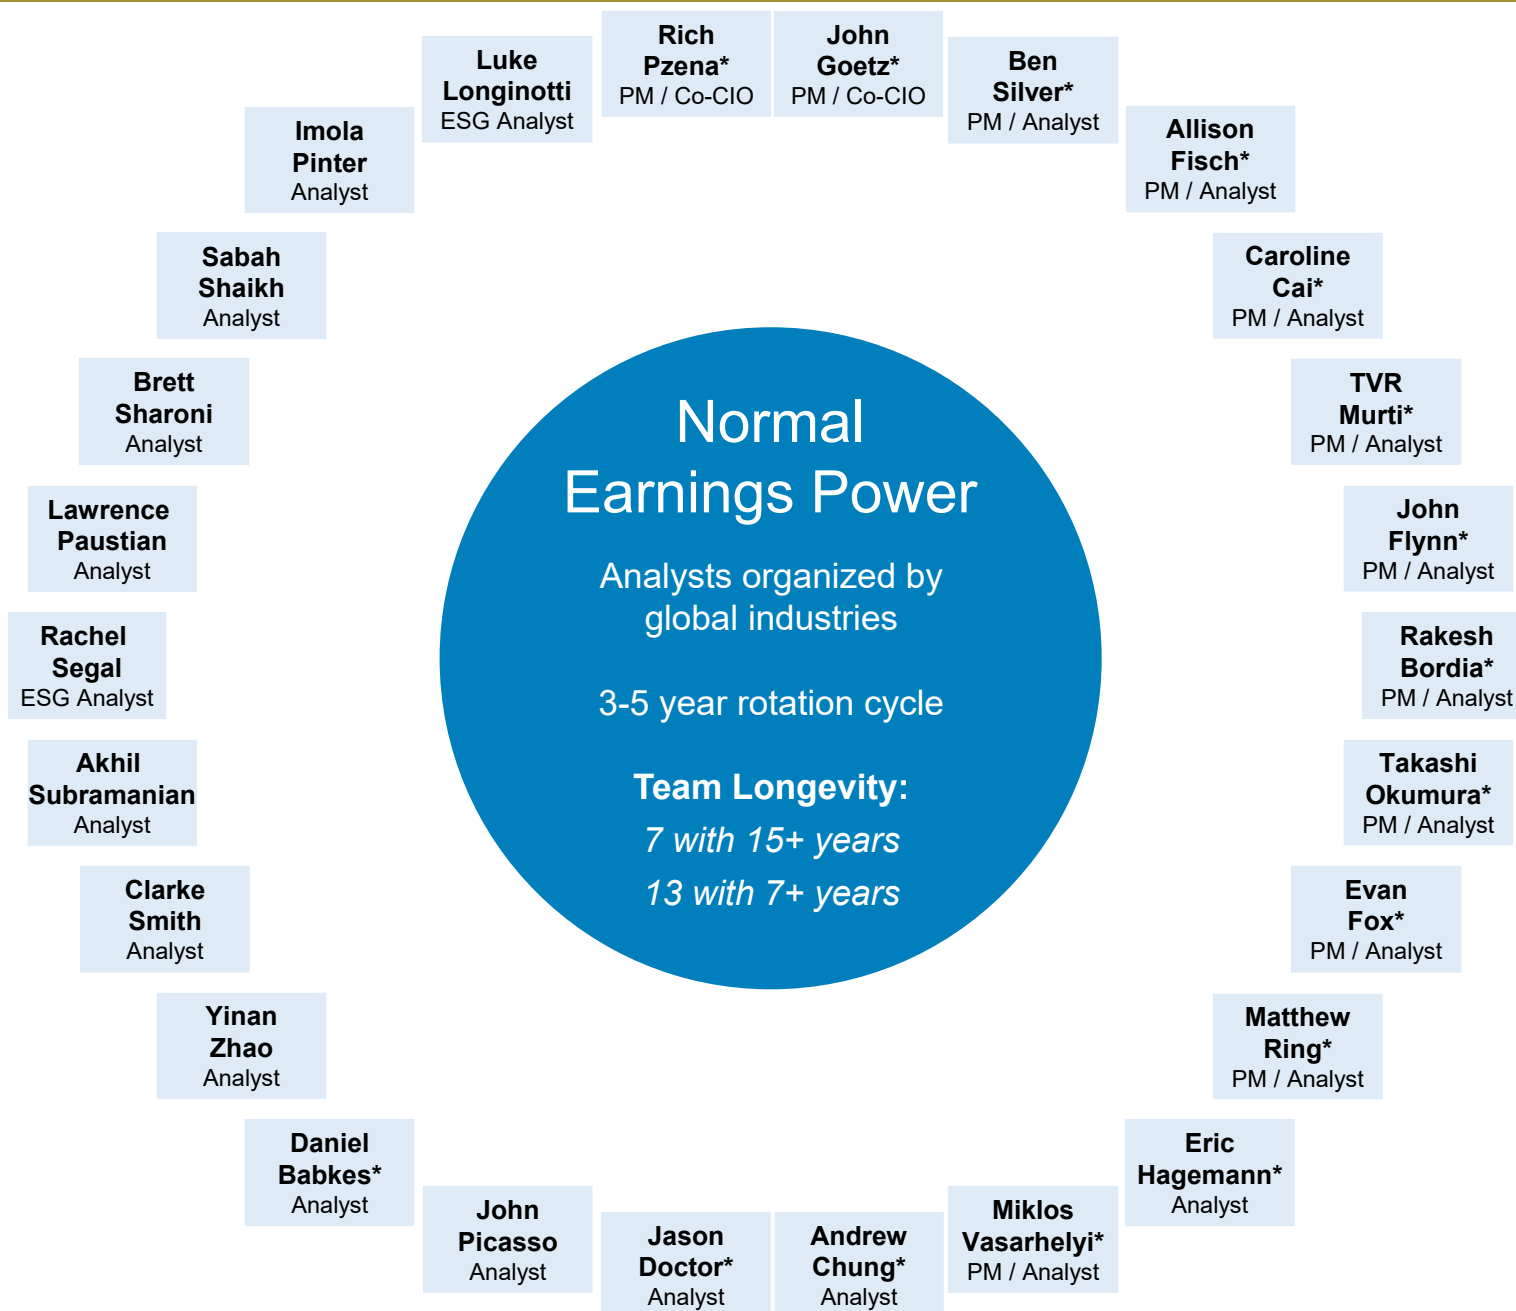 Rich
Pzena*
PM / Co-CIO
John
Goetz*
PM / Co-CIO
Ben
Silver*
PM / Analyst
Allison
Fisch*
PM / Analyst
Caroline
Cai*
PM / Analyst
TVR
Murti*
PM / Analyst
John
Flynn*
PM / Analyst
Rakesh
Bordia*
PM / Analyst
Takashi
Okumura*
PM / Analyst
Evan
Fox*
PM / Analyst
Matthew
Ring*
PM / Analyst
Eric
Hagemann*
Analyst
Miklos
Vasarhelyi*
PM / Analyst
Andrew
Chung*
Analyst
Jason
Doctor*
Analyst
John
Picasso
Analyst
Daniel
Babkes*
Analyst
Yinan
Zhao
Analyst
Clarke
Smith
Analyst
Akhil
Subramanian
Analyst
Rachel
Segal
ESG Analyst
Lawrence
Paustian
Analyst
Brett
Sharoni
Analyst
Sabah
Shaikh
Analyst
Imola
Pinter
Analyst
Luke
Longinotti
ESG Analyst
Normal
Earnings Power
Analysts organized by
global industries
3-5 year rotation cycle
Team Longevity:
7 with 15+ years
13 with 7+ years